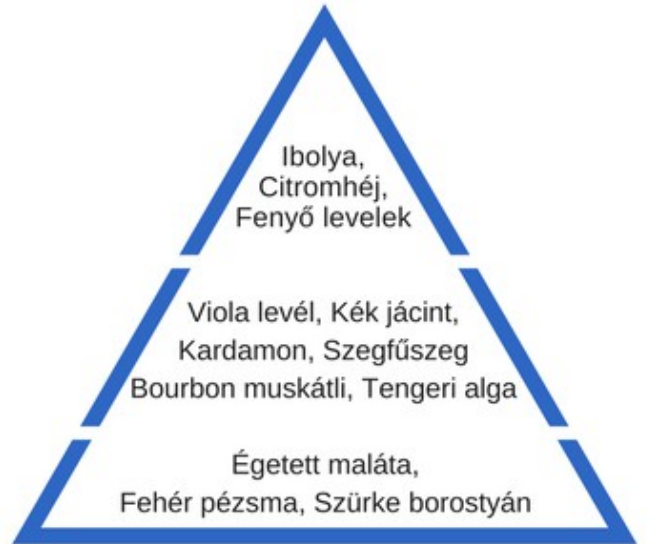 Ibolya,
Citromhéj,
Fenyő levelek
Viola levél, Kék jácint,
Kardamon, Szegfűszeg
Bourbon muskátli, Tengeri alga
Égetett maláta,
Fehér pézsma, Szürke borostyán